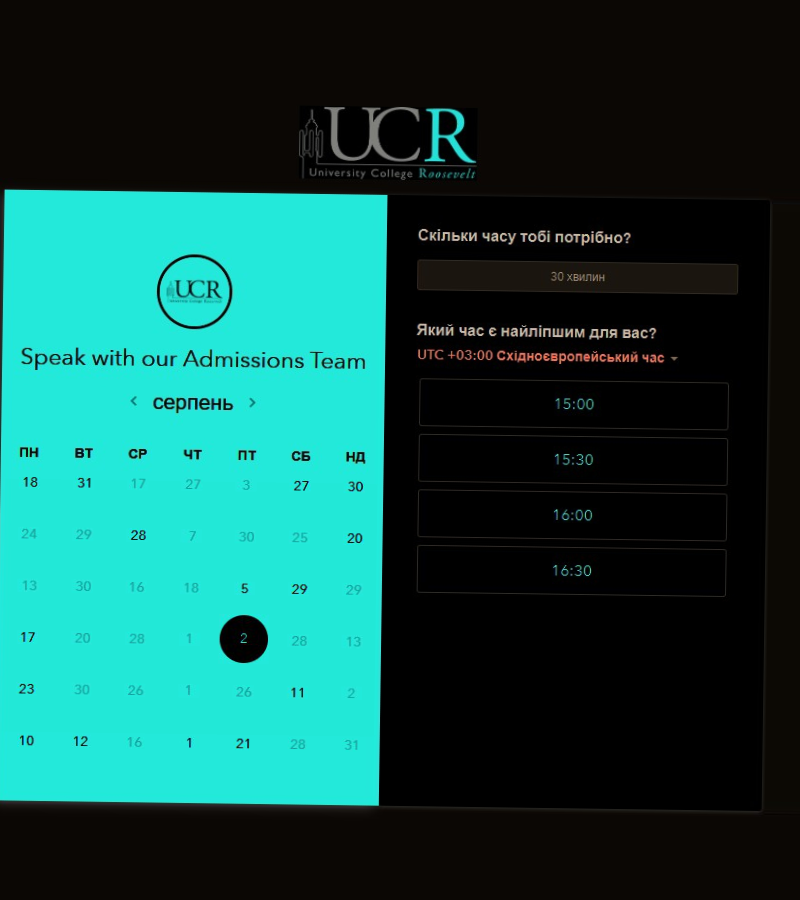 UCR
University College Roosevelt
UCR
Speak with our Admissions Team
серпень
ПН ВТ СР ЧТ ПТ СБ НД
18 31 17 27 3 27 30
24 29 28 7 30 25 20
13 30 16 18 5 29 29
17 20 28 1 2 28 13
23 30 26 1 26 11 2
10 12 16 1 21 28 31
Скільки часу тобі потрібно?
30 хвилин
Який час є найліпшим для вас?
UTC +03:00 Східноєвропейський час
15:00
15:30
16:00
16:30